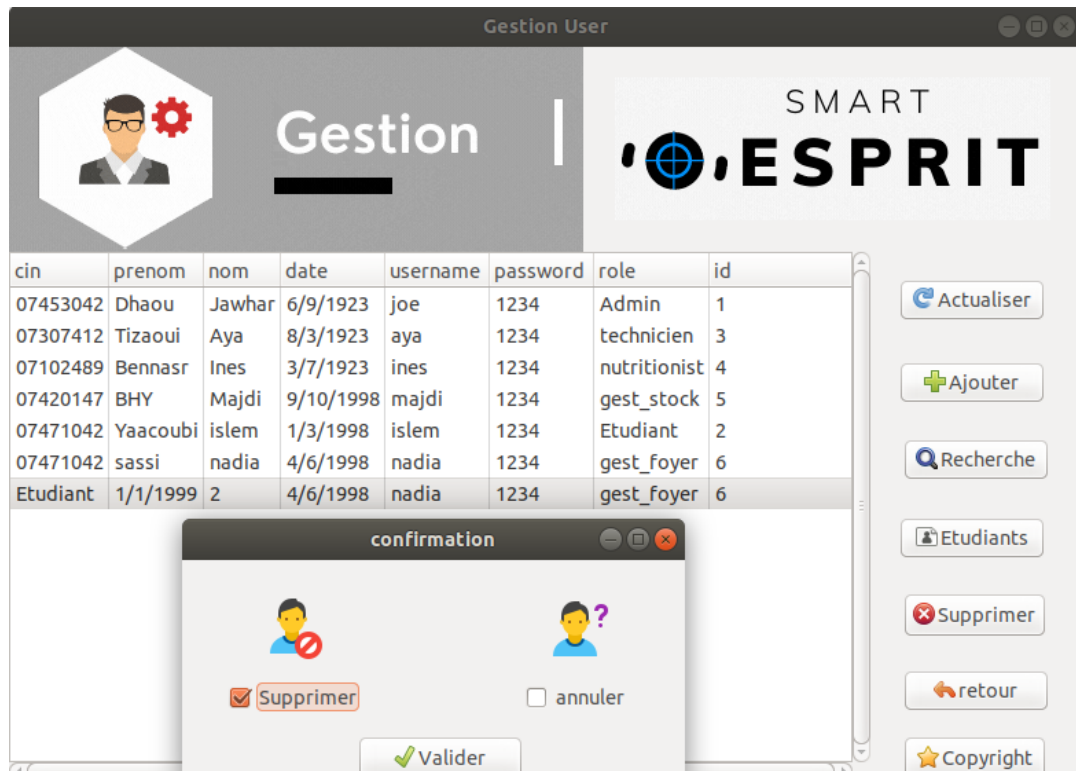 Gestion User
Gestion
SMART
ESPRIT
cin prenom nom date username password role id
07453042 Dhaou Jawhar 6/9/1923 joe 1234 Admin 1
07307412 Tizaoui Aya 8/3/1923 aya 1234 technicien 3
07102489 Bennasr Ines 3/7/1923 ines 1234 nutritionist 4
07420147 BHY Majdi 9/10/1998 majdi 1234 gest_stock 5
07471042 Yaacoubi islem 1/3/1998 islem 1234 Etudiant 2
07471042 sassi nadia 4/6/1998 nadia 1234 gest_foyer 6
Etudiant 1/1/1999 2 4/6/1998 nadia 1234 gest_foyer 6
Actualiser
Ajouter
Recherche
Etudiants
Supprimer
retour
Copyright
confirmation
?
Supprimer
annuler
Valider